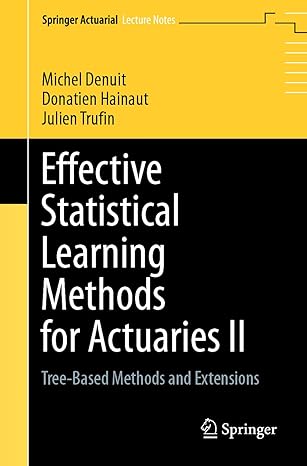 Springer Actuarial Lecture Notes
Michel Denuit
Donatien Hainaut
Julien Trufin
Effective
Statistical
Learning
Methods
for Actuaries II
Tree-Based Methods and Extensions
Springer